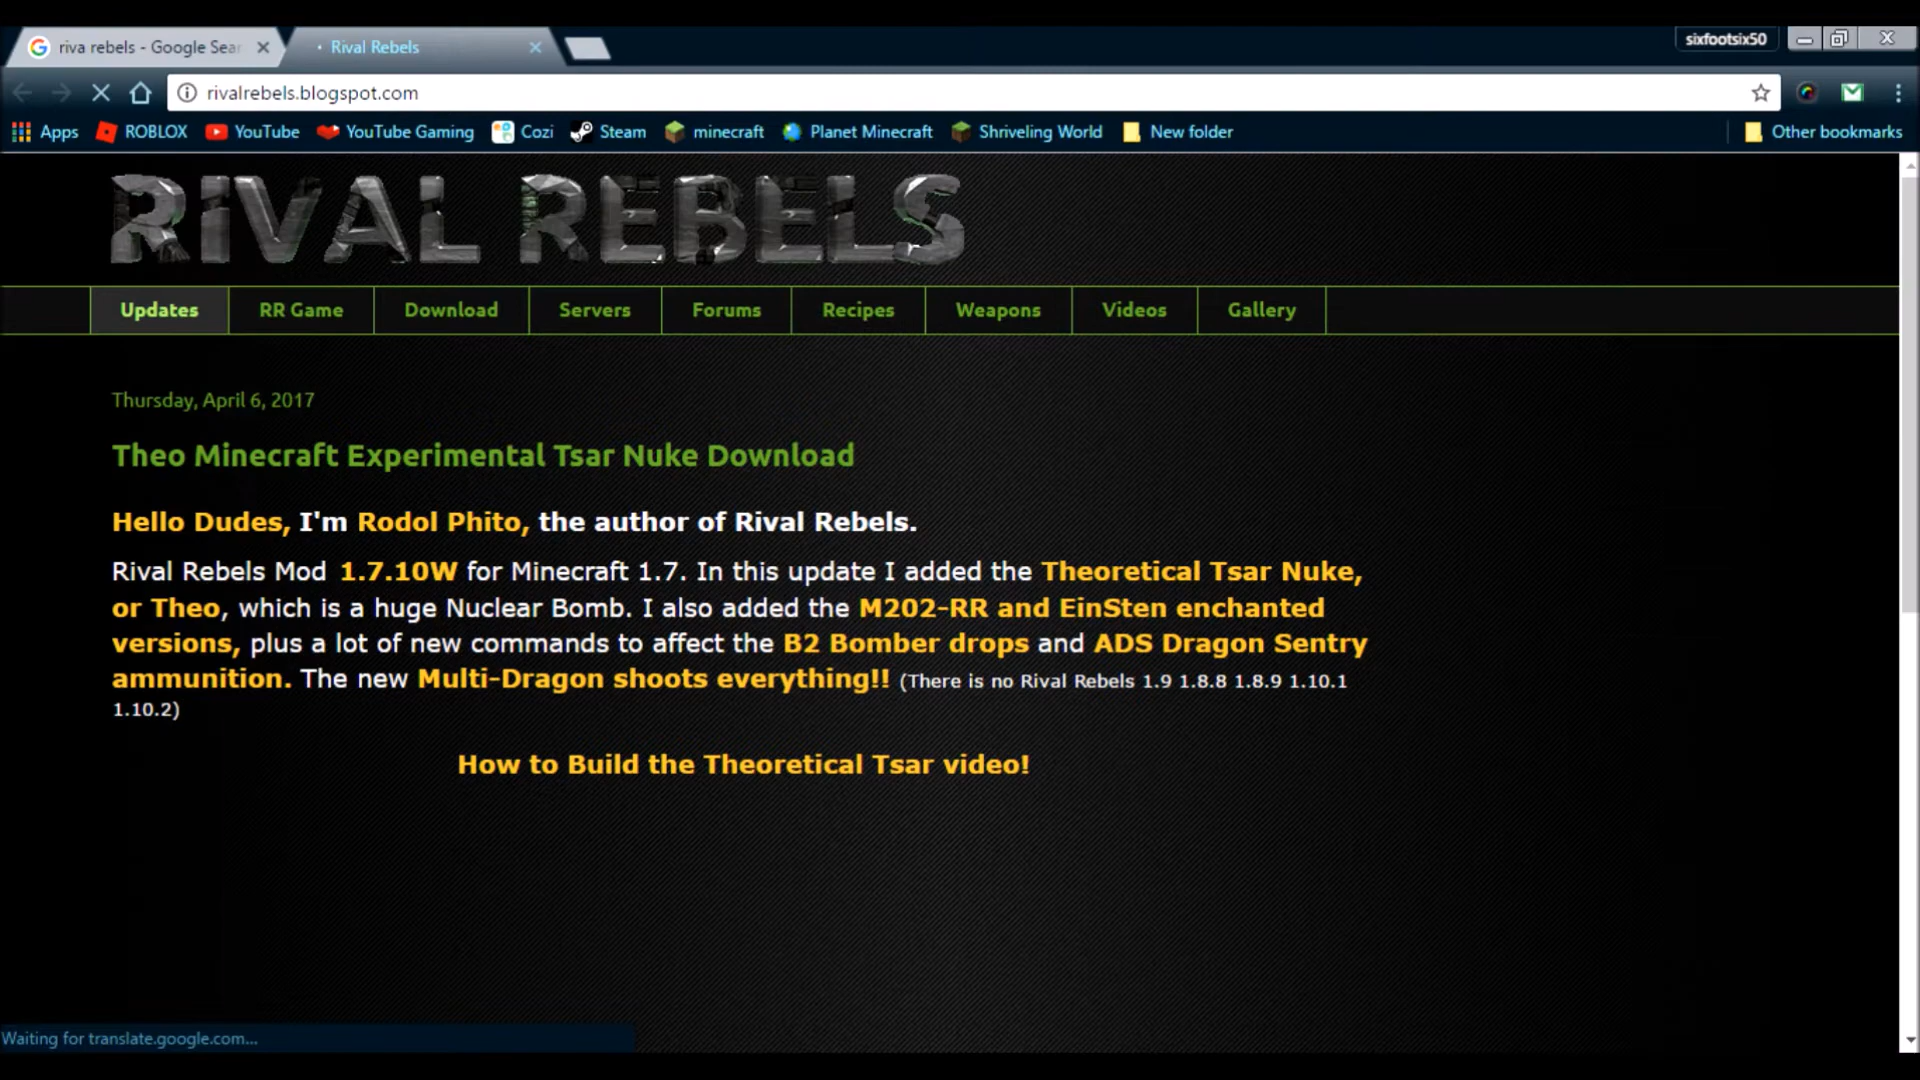 riva rebels - Google Sear
Rival Rebels
sixfootsix50
rivalrebels.blogspot.com
Apps ROBLOX YouTube YouTube Gaming Cozi Steam minecraft Planet Minecraft Shriveling World New folder Other bookmarks
RIVAL REBELS
Updates RR Game Download Servers Forums Recipes Weapons Videos Gallery
Thursday, April 6, 2017
Theo Minecraft Experimental Tsar Nuke Download
Hello Dudes, I'm Rodol Phito, the author of Rival Rebels.
Rival Rebels Mod 1.7.10W for Minecraft 1.7. In this update I added the Theoretical Tsar Nuke,
or Theo, which is a huge Nuclear Bomb. I also added the M202-RR and EinSten enchanted
versions, plus a lot of new commands to affect the B2 Bomber drops and ADS Dragon Sentry
ammunition. The new Multi-Dragon shoots everything!! (There is no Rival Rebels 1.9 1.8.8 1.8.9 1.10.1
1.10.2)
How to Build the Theoretical Tsar video!
Waiting for translate.google.com...